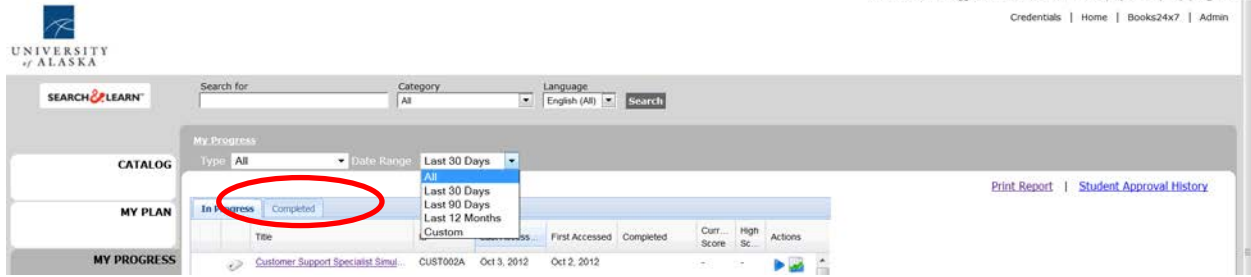 Credentials | Home | Books24x7 | Admin
UNIVERSITY
of ALASKA
SEARCH & LEARN™
Search for
Category
Language
All
English (All)
Search
My Progress
Type All Date Range Last 30 Days
All
Last 30 Days
Last 90 Days
Last 12 Months
Custom
CATALOG
MY PLAN
MY PROGRESS
Print Report | Student Approval History
In Progress Completed
Title First Accessed Completed Curr... Score High Sc... Actions
Customer Support Specialist Simul... CUST002A Oct 3, 2012 Oct 2, 2012 - -